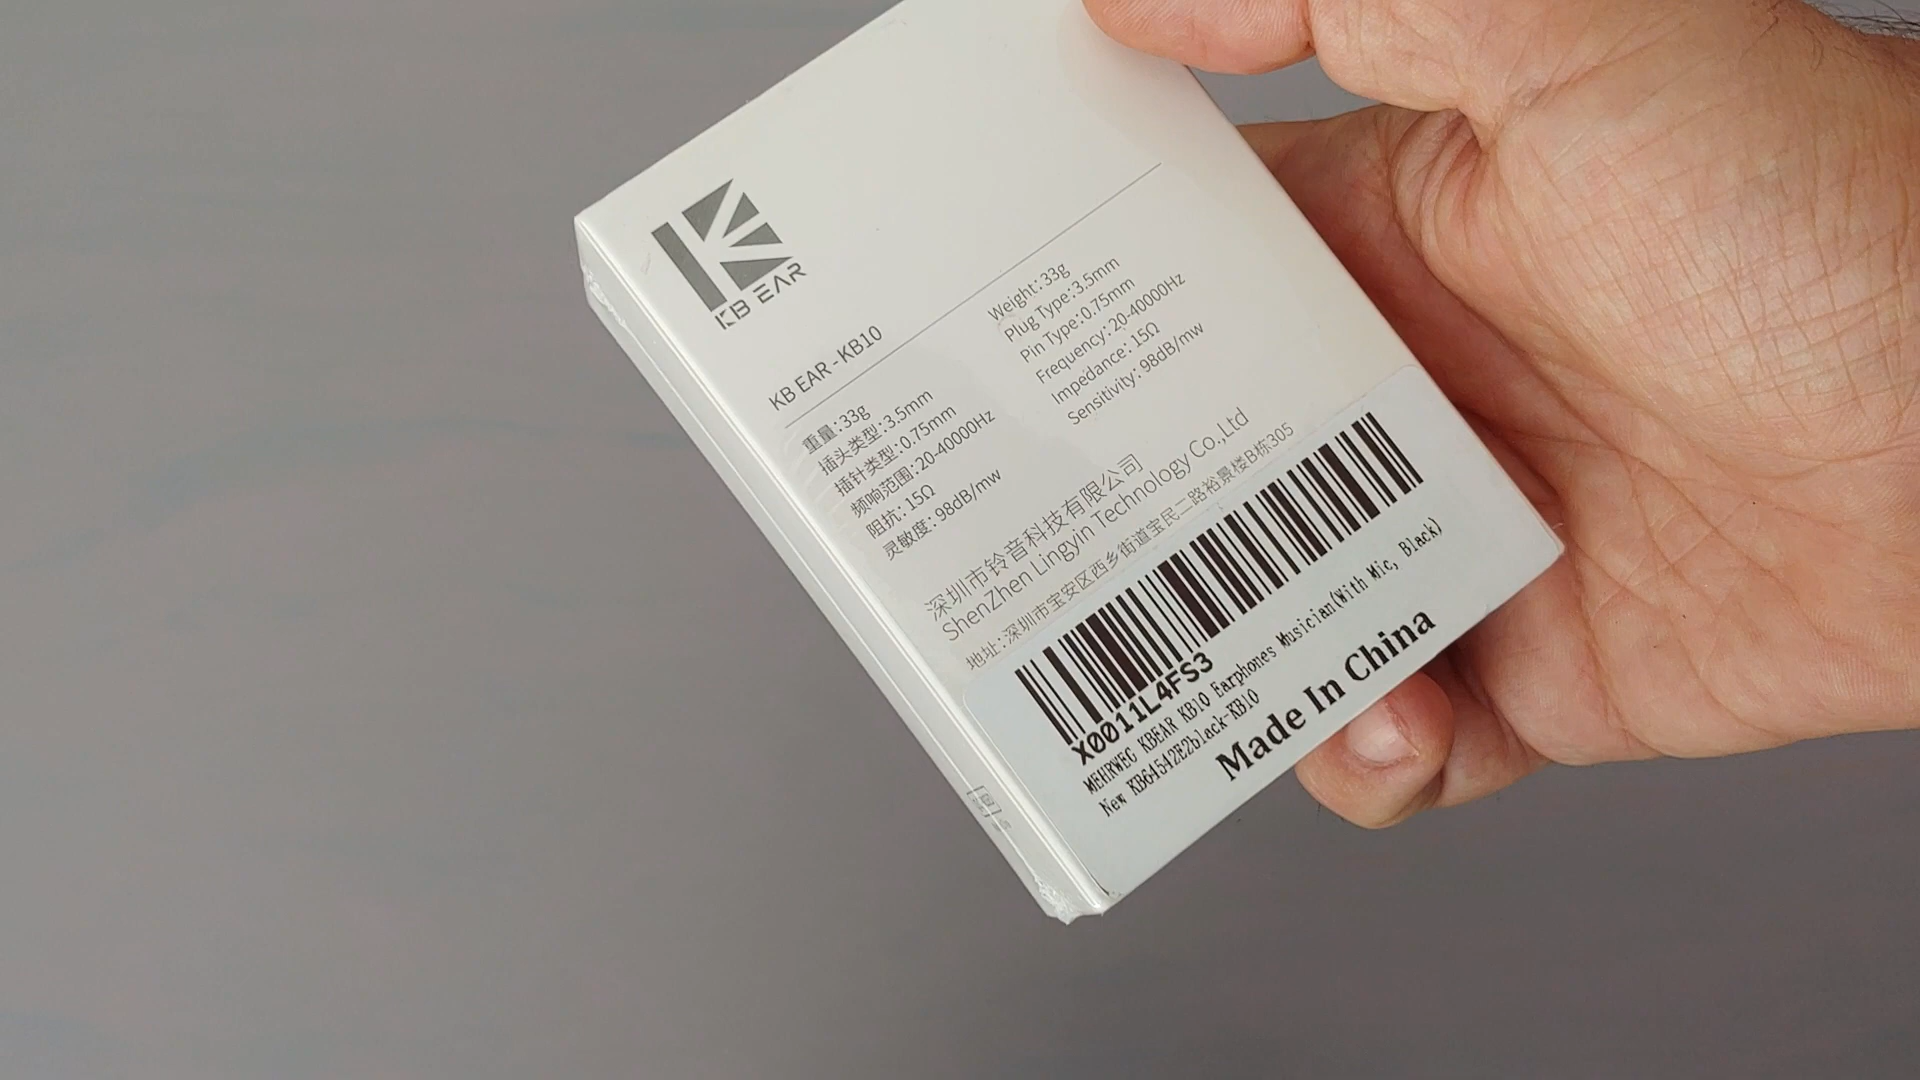 KB EAR
KB EAR - KB10
重量:33g
插头类型:3.5mm
插针类型:0.75mm
频响范围:20-40000Hz
阻抗:15Ω
灵敏度:98dB/mw
Weight:33g
Plug Type:3.5mm
Pin Type:0.75mm
Frequency:20-40000Hz
Impedance:15Ω
Sensitivity:98dB/mw
深圳市铃音科技有限公司
ShenZhen Lingyin Technology Co.,Ltd
地址:深圳市宝安区西乡街道宝民二路裕景楼B栋305
X0011L4FS3
MEHRWEG KBEAR KB10 Earphones Musician(With Mic, Black)
New KB64542E2black-KB10
Made In China